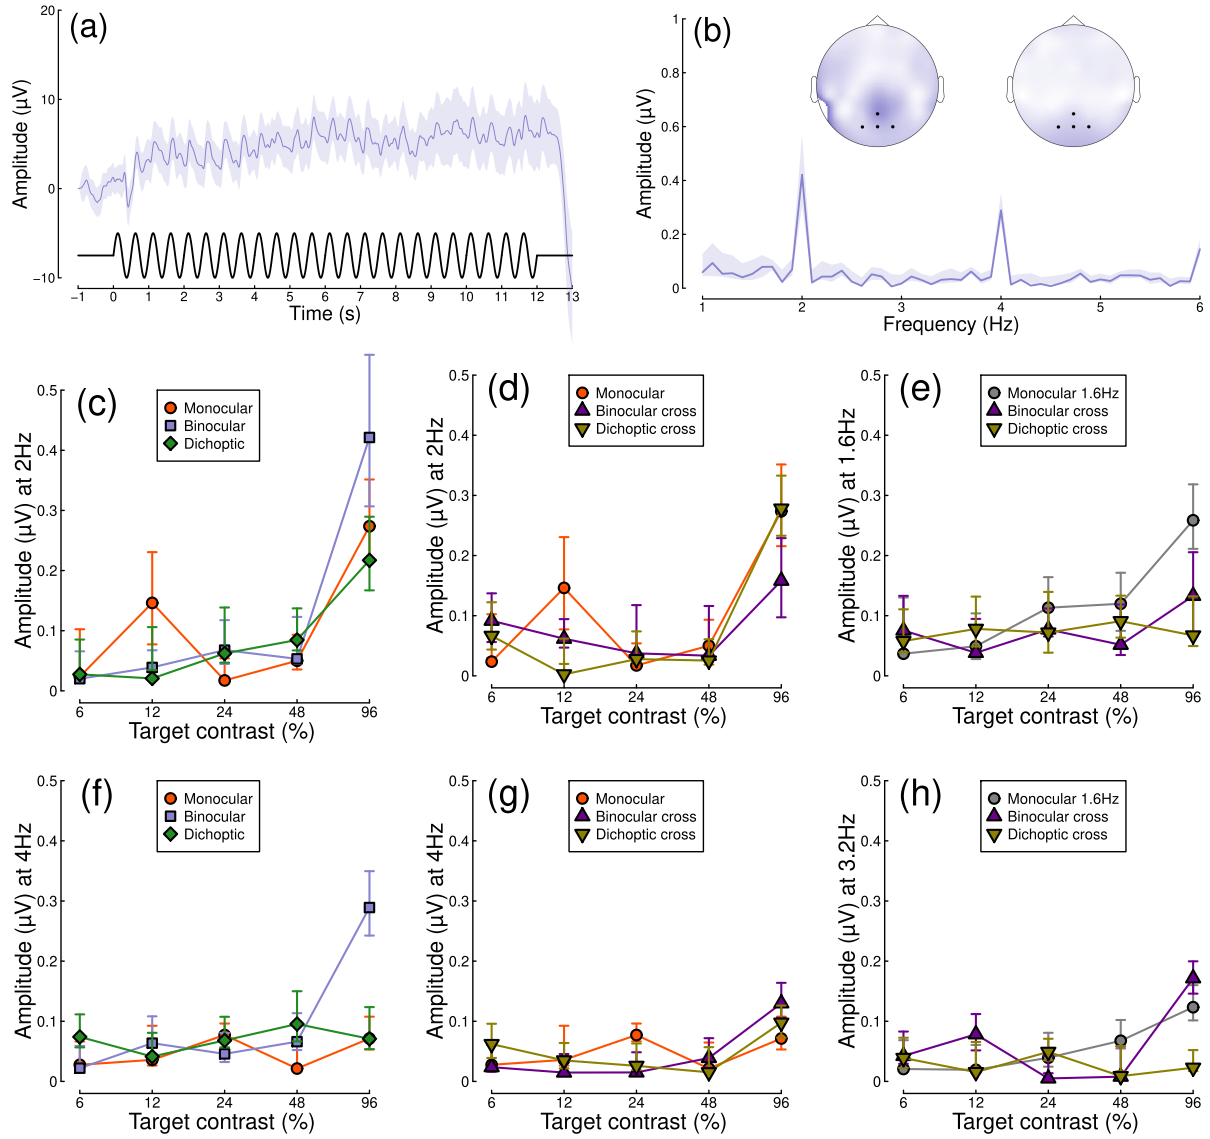 (a)
20
10
0
−10
Amplitude (µV)
−1 0 1 2 3 4 5 6 7 8 9 10 11 12 13
Time (s)
(b)
1
0.8
0.6
0.4
0.2
0
Amplitude (µV)
1 2 3 4 5 6
Frequency (Hz)
(c)
Monocular
Binocular
Dichoptic
0.5
0.4
0.3
0.2
0.1
0
Amplitude (µV) at 2Hz
6 12 24 48 96
Target contrast (%)
(d)
Monocular
Binocular cross
Dichoptic cross
0.5
0.4
0.3
0.2
0.1
0
Amplitude (µV) at 2Hz
6 12 24 48 96
Target contrast (%)
(e)
Monocular 1.6Hz
Binocular cross
Dichoptic cross
0.5
0.4
0.3
0.2
0.1
0
Amplitude (µV) at 1.6Hz
6 12 24 48 96
Target contrast (%)
(f)
Monocular
Binocular
Dichoptic
0.5
0.4
0.3
0.2
0.1
0
Amplitude (µV) at 4Hz
6 12 24 48 96
Target contrast (%)
(g)
Monocular
Binocular cross
Dichoptic cross
0.5
0.4
0.3
0.2
0.1
0
Amplitude (µV) at 4Hz
6 12 24 48 96
Target contrast (%)
(h)
Monocular 1.6Hz
Binocular cross
Dichoptic cross
0.5
0.4
0.3
0.2
0.1
0
Amplitude (µV) at 3.2Hz
6 12 24 48 96
Target contrast (%)